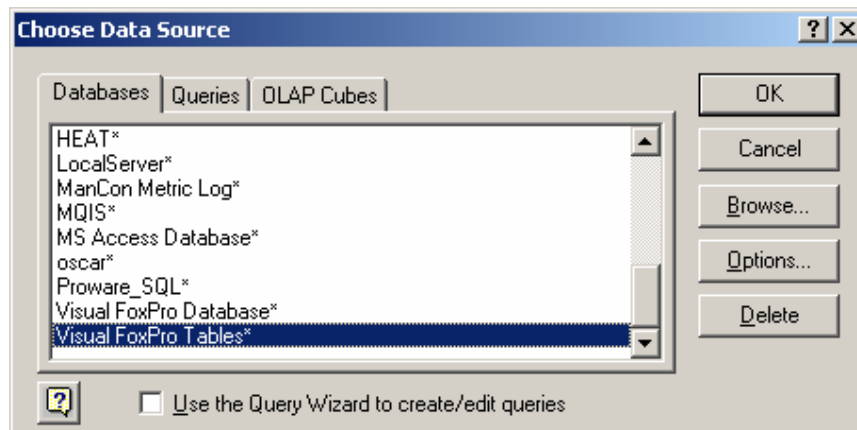 Choose Data Source
Databases Queries OLAP Cubes
HEAT*
LocalServer*
ManCon Metric Log*
MQIS*
MS Access Database*
oscar*
Proware_SQL*
Visual FoxPro Database*
Visual FoxPro Tables*
OK
Cancel
Browse...
Options...
Delete
Use the Query Wizard to create/edit queries